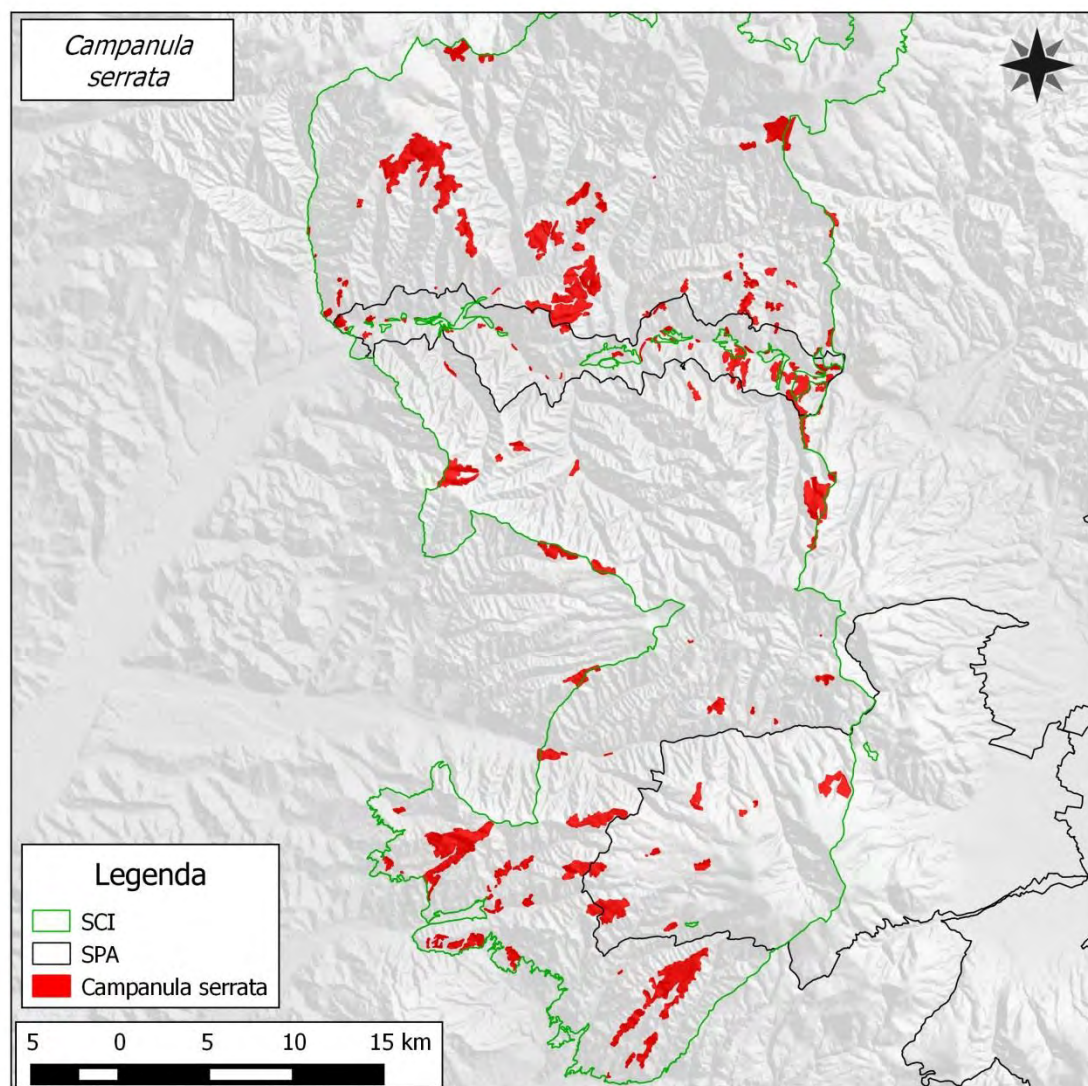 Campanula
serrata
Legenda
SCI
SPA
Campanula serrata
5 0 5 10 15 km